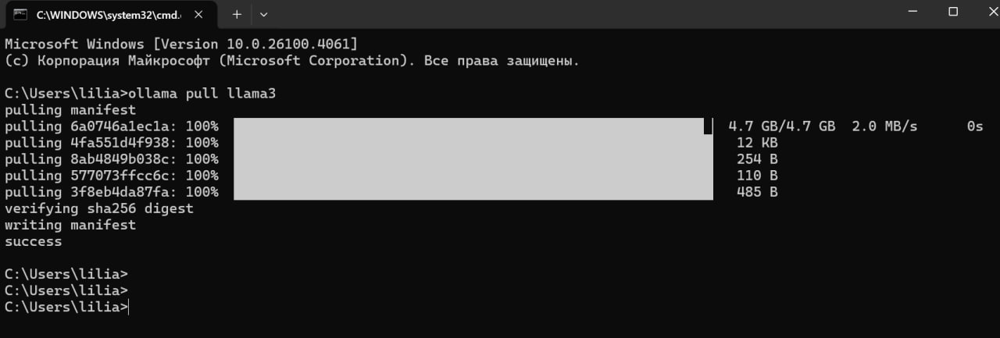 C:\WINDOWS\system32\cmd.
Microsoft Windows [Version 10.0.26100.4061]
(c) Корпорация Майкрософт (Microsoft Corporation). Все права защищены.
C:\Users\lilia>ollama pull llama3
pulling manifest
pulling 6a0746a1ec1a: 100% 4.7 GB/4.7 GB 2.0 MB/s 0s
pulling 4fa551d4f938: 100% 12 KB
pulling 8ab4849b038c: 100% 254 B
pulling 577073ffcc6c: 100% 110 B
pulling 3f8eb4da87fa: 100% 485 B
verifying sha256 digest
writing manifest
success
C:\Users\lilia>
C:\Users\lilia>
C:\Users\lilia>